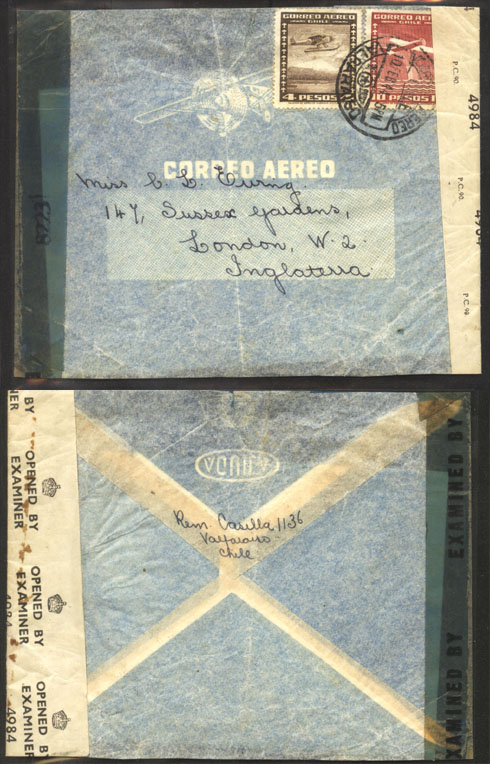 CORREO AEREO
CHILE
4 PESOS
CORREO AEREO
CHILE
10 PESOS
VALPARAISO
P.C. 90.
4984
P.C. 90.
P.C. 90.
CORREO AEREO
Miss C. D.
147, Sussex Gardens,
London, W.2.
Inglaterra
OPENED BY
EXAMINER
OPENED BY
EXAMINER
OPENED BY
EXAMINER
4984
Rem. Casilla 1136
Valparaiso
Chile
EXAMINED BY
EXAMINED BY